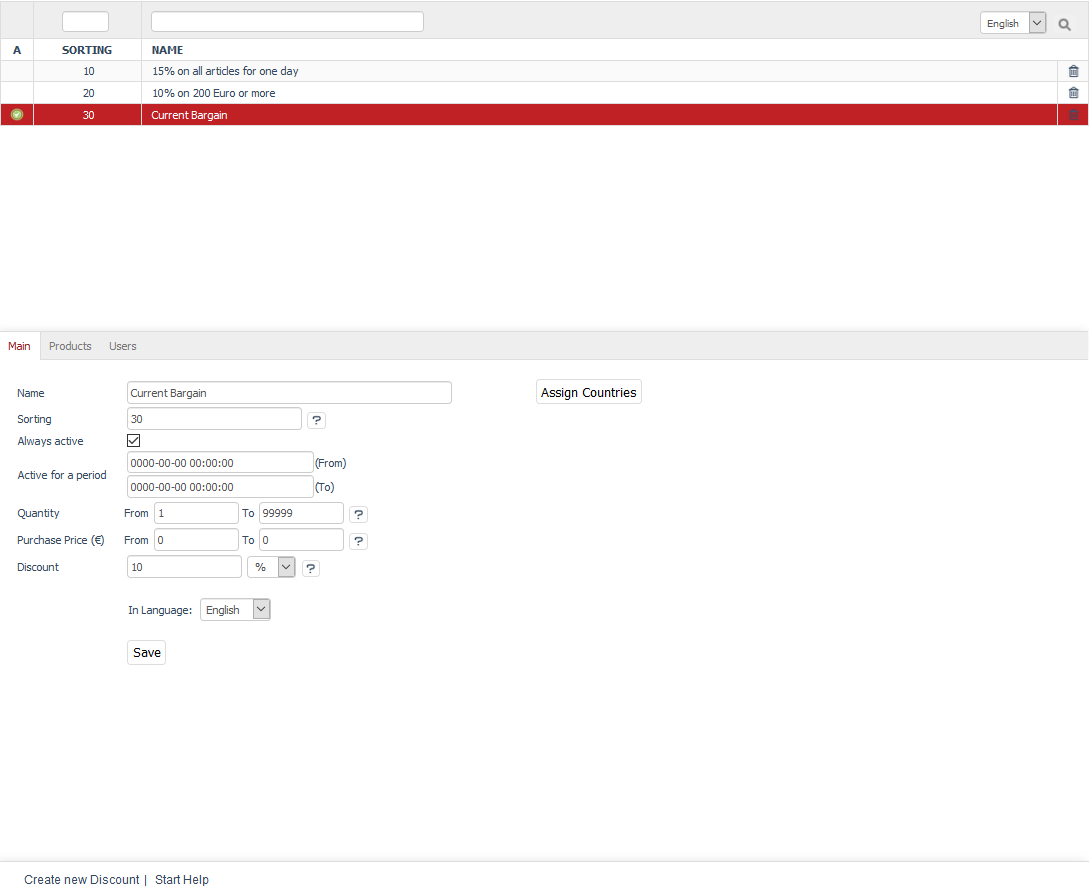 English
A SORTING NAME
10 15% on all articles for one day
20 10% on 200 Euro or more
30 Current Bargain
Main Products Users
Name Current Bargain Assign Countries
Sorting 30 ?
Always active
0000-00-00 00:00:00 (From)
Active for a period
0000-00-00 00:00:00 (To)
Quantity From 1 To 99999 ?
Purchase Price (€) From 0 To 0 ?
Discount 10 % ?
In Language: English
Save
Create new Discount | Start Help